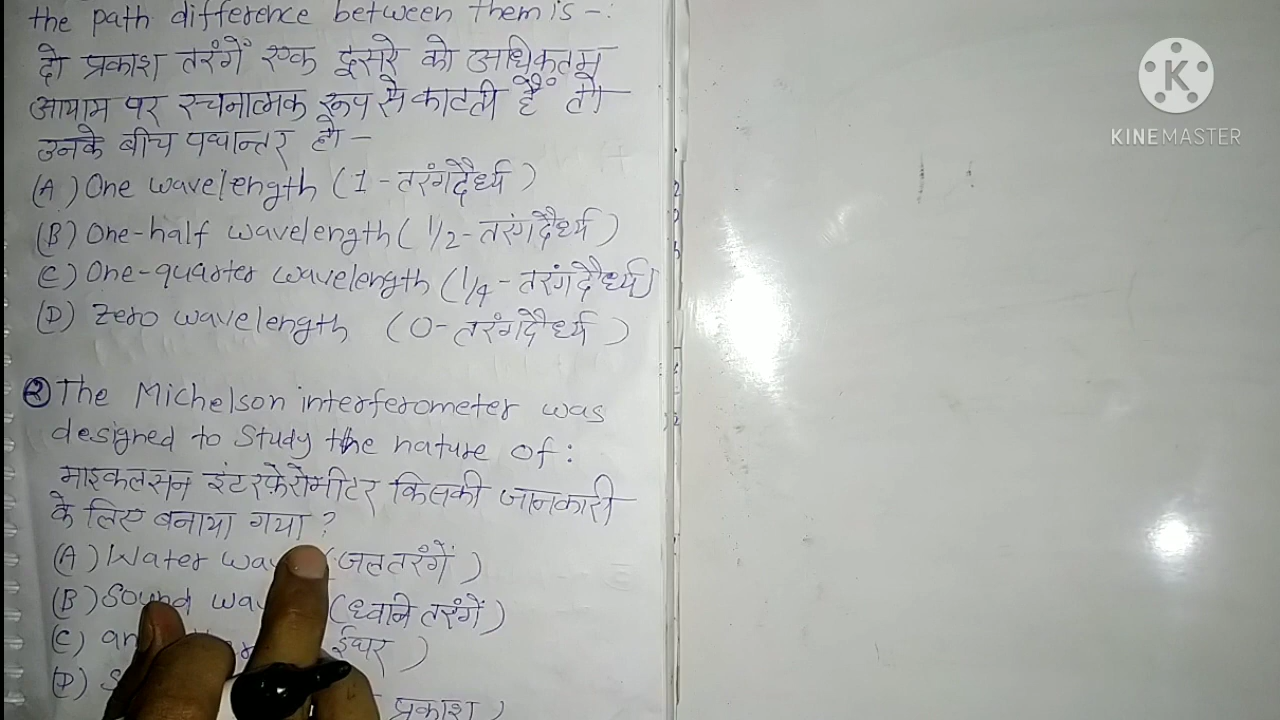 the path difference between them is -:
दो प्रकाश तरंगें एक दूसरे को अधिकतम
आयाम पर रचनात्मक रूप से काटती हैं तो
उनके बीच पथान्तर हो -
(A) One wavelength (1 - तरंगदैर्ध्य)
(B) One-half wavelength (1/2 - तरंगदैर्ध्य)
(C) One-quarter wavelength (1/4 - तरंगदैर्ध्य)
(D) Zero wavelength (0 - तरंगदैर्ध्य)
② The Michelson interferometer was
designed to study the nature of:
माइकलसन इंटरफ़ेरोमीटर किसकी जानकारी
के लिए बनाया गया ?
(A) Water (जल तरंगें)
(B) Sound (ध्वनि तरंगें)
(C) ईथर )
(D) प्रकाश )
KINEMASTER